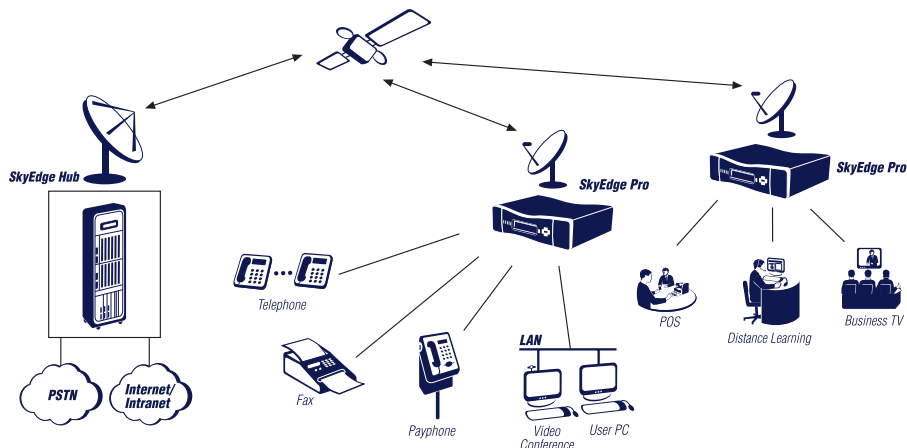 SkyEdge Hub
SkyEdge Pro
SkyEdge Pro
Telephone
Fax
Payphone
LAN
Video
Conference
User PC
POS
Distance Learning
Business TV
PSTN
Internet/
Intranet